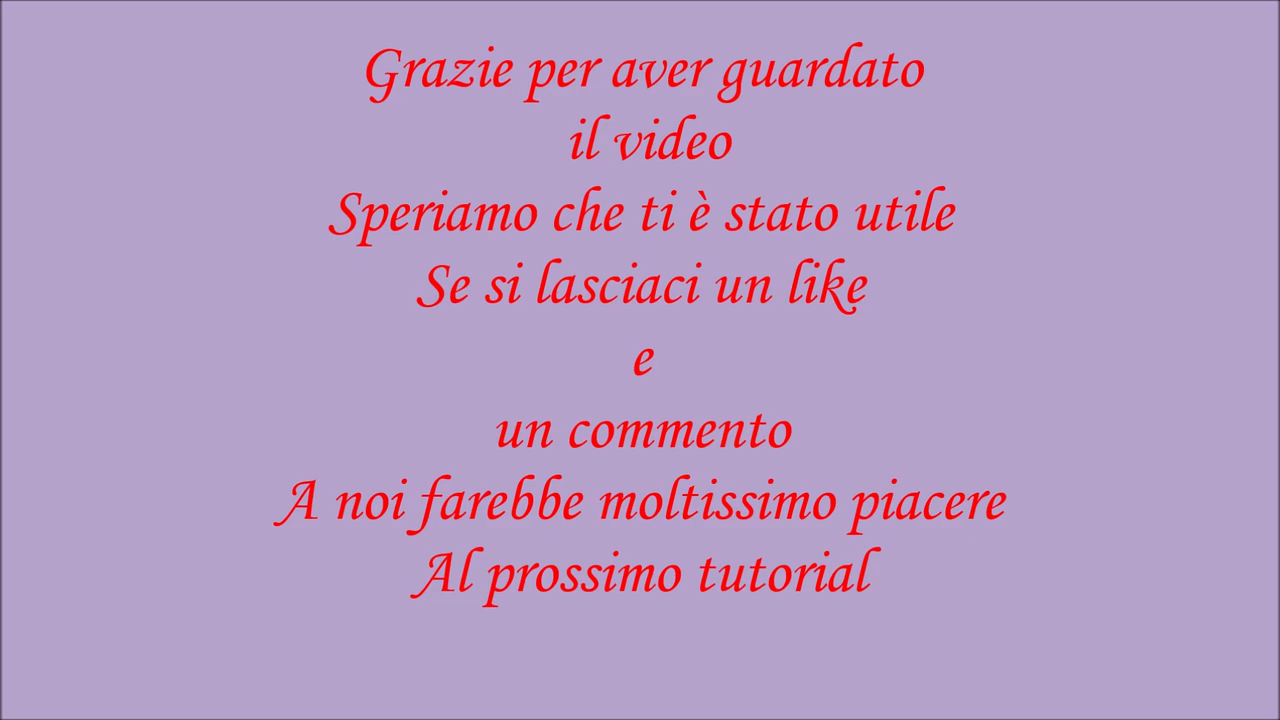 Grazie per aver guardato
il video
Speriamo che ti è stato utile
Se si lasciaci un like
e
un commento
A noi farebbe moltissimo piacere
Al prossimo tutorial